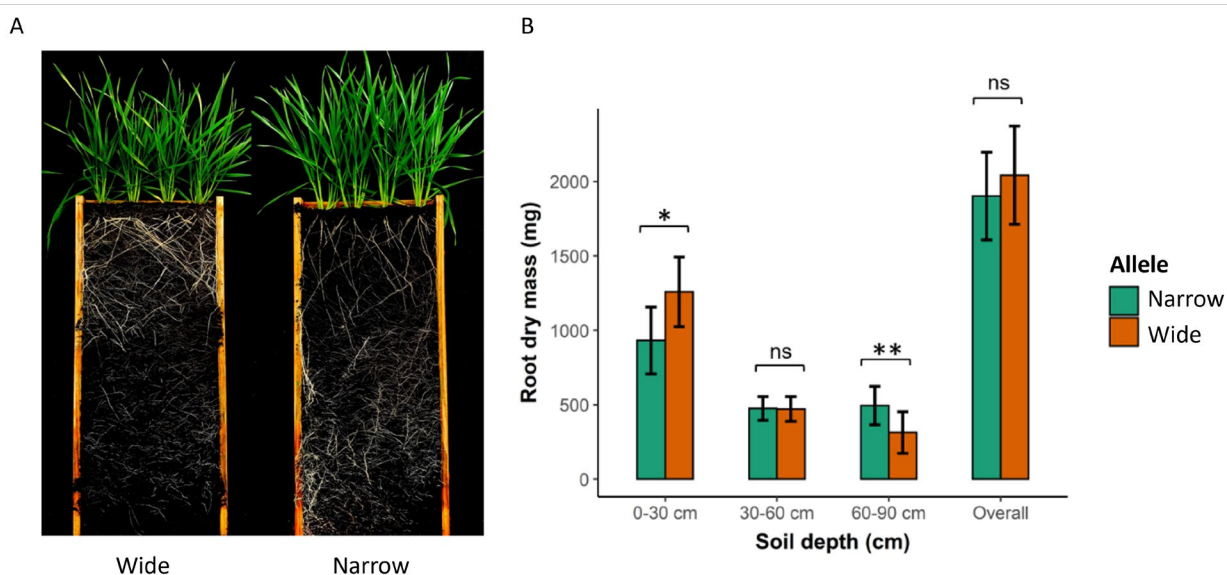 A
Wide
Narrow
B
Root dry mass (mg)
2000
1500
1000
500
0
*
ns
**
ns
0-30 cm
30-60 cm
60-90 cm
Overall
Soil depth (cm)
Allele
Narrow
Wide